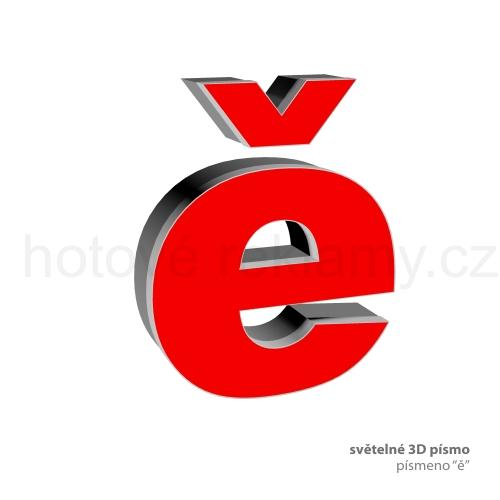 ě
hotové reklamy.cz
světelné 3D písmo
písmeno “ě”